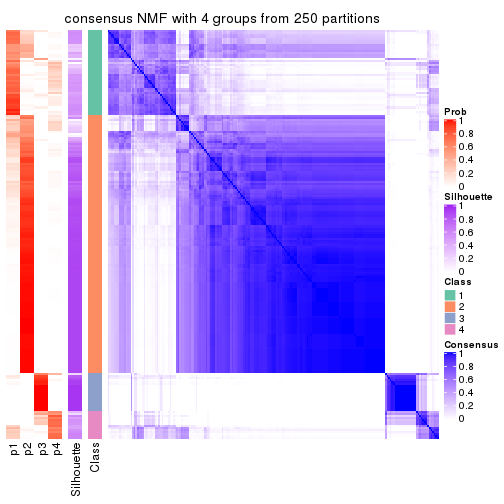 consensus NMF with 4 groups from 250 partitions
Prob
1
0.8
0.6
0.4
0.2
0
Silhouette
1
0.8
0.6
0.4
0.2
0
Class
1
2
3
4
Consensus
1
0.8
0.6
0.4
0.2
0
p1
p2
p3
p4
Silhouette
Class